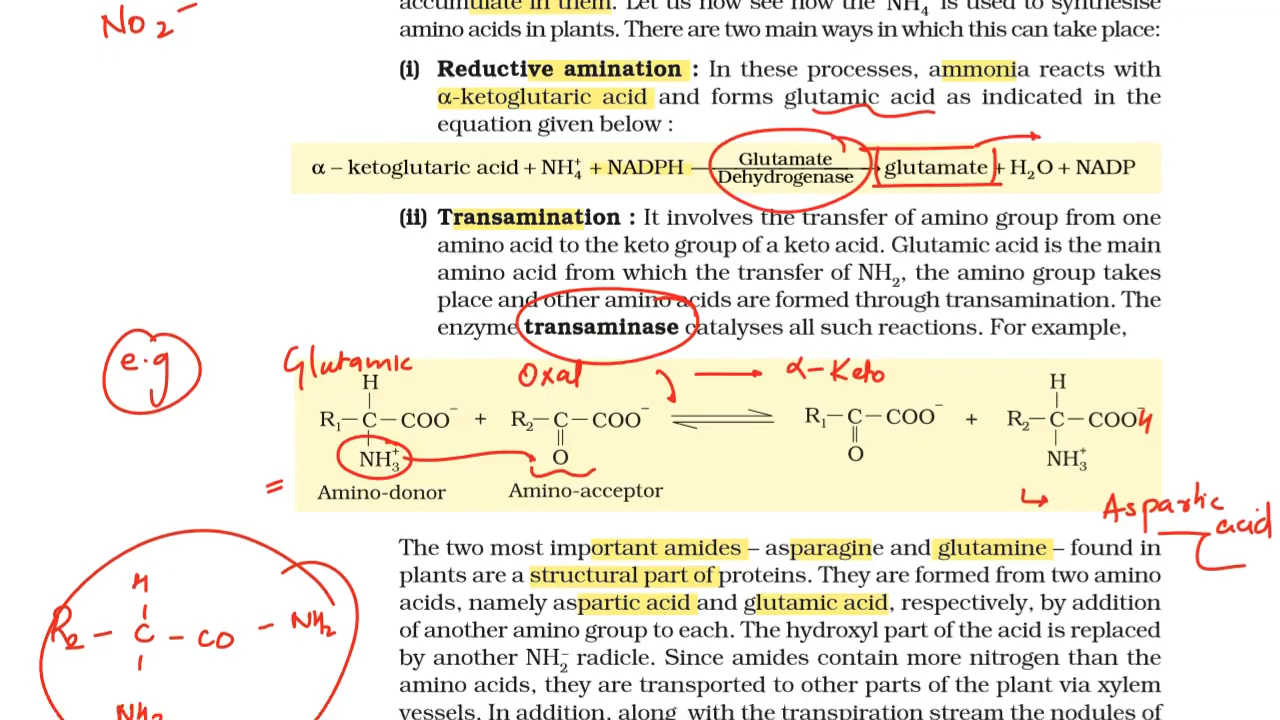 accumulate in them. Let us now see how the NH₄⁺ is used to synthesise
NO₂⁻
amino acids in plants. There are two main ways in which this can take place:
(i) Reductive amination : In these processes, ammonia reacts with
α-ketoglutaric acid and forms glutamic acid as indicated in the
equation given below :
α – ketoglutaric acid + NH₄⁺ + NADPH Glutamate Dehydrogenase → glutamate + H₂O + NADP
(ii) Transamination : It involves the transfer of amino group from one
amino acid to the keto group of a keto acid. Glutamic acid is the main
amino acid from which the transfer of NH₂, the amino group takes
place and other amino acids are formed through transamination. The
enzyme transaminase catalyses all such reactions. For example,
e.g
Glutamic Oxal → α-Keto
H H
R₁–C–COO⁻ + R₂–C–COO⁻ ⇌ R₁–C–COO⁻ + R₂–C–COO⁻
NH₃⁺ O O NH₃⁺
= Amino-donor Amino-acceptor
Aspartic
acid
The two most important amides – asparagine and glutamine – found in
plants are a structural part of proteins. They are formed from two amino
acids, namely aspartic acid and glutamic acid, respectively, by addition
of another amino group to each. The hydroxyl part of the acid is replaced
by another NH₂⁻ radicle. Since amides contain more nitrogen than the
amino acids, they are transported to other parts of the plant via xylem
vessels. In addition, along with the transpiration stream the nodules of
H
R₂ – C – CO – NH₂
NH₂